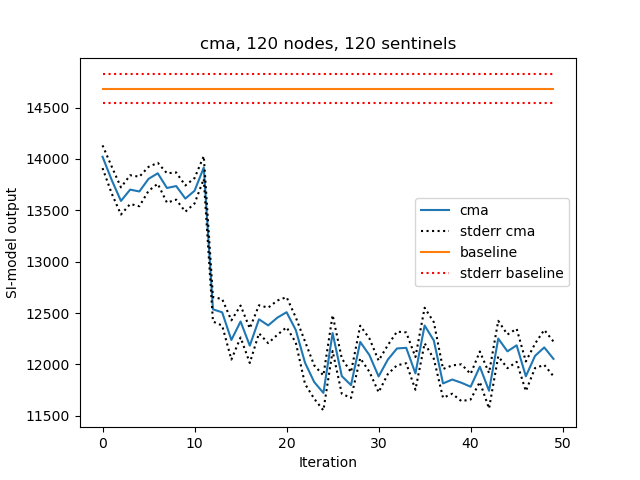 cma, 120 nodes, 120 sentinels
SI-model output
14500
14000
13500
13000
12500
12000
11500
cma
stderr cma
baseline
stderr baseline
0 10 20 30 40 50
Iteration